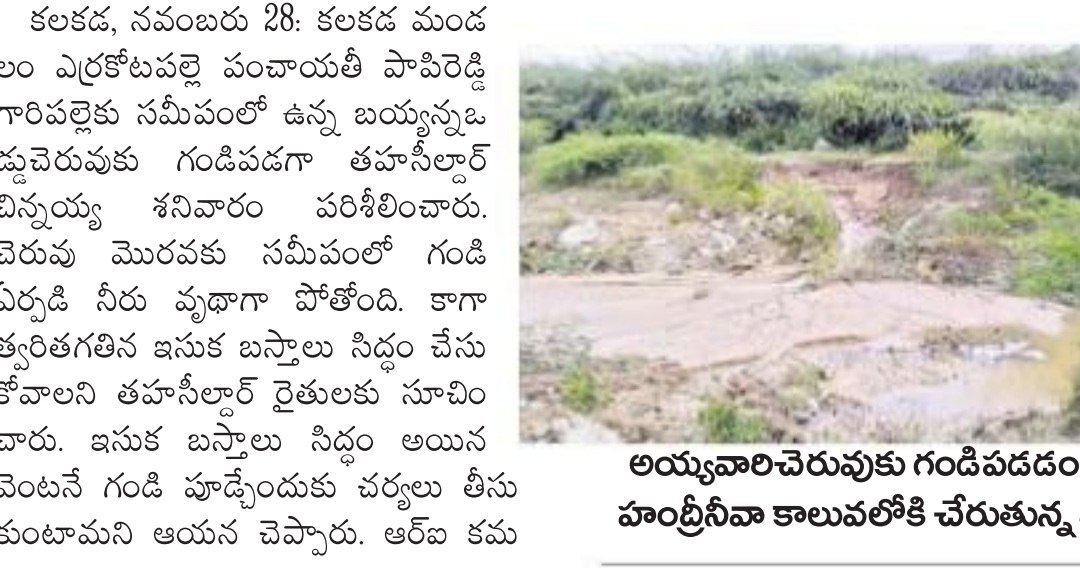 కలకడ, నవంబరు 28: కలకడ మండ
లం ఎర్రకోటపల్లె పంచాయతీ పాపిరెడ్డి
గారిపల్లెకు సమీపంలో ఉన్న బయ్యన్నఒ
డ్డుచెరువుకు గండిపడగా తహసీల్దార్
చిన్నయ్య శనివారం పరిశీలించారు.
చెరువు మొరవకు సమీపంలో గండి
ఏర్పడి నీరు వృథాగా పోతోంది. కాగా
త్వరితగతిన ఇసుక బస్తాలు సిద్ధం చేసు
కోవాలని తహసీల్దార్ రైతులకు సూచిం
చారు. ఇసుక బస్తాలు సిద్ధం అయిన
వెంటనే గండి పూడ్చేందుకు చర్యలు తీసు
కుంటామని ఆయన చెప్పారు. ఆర్ఐ కమ
అయ్యవారిచెరువుకు గండిపడడం
హంద్రీనీవా కాలువలోకి చేరుతున్న